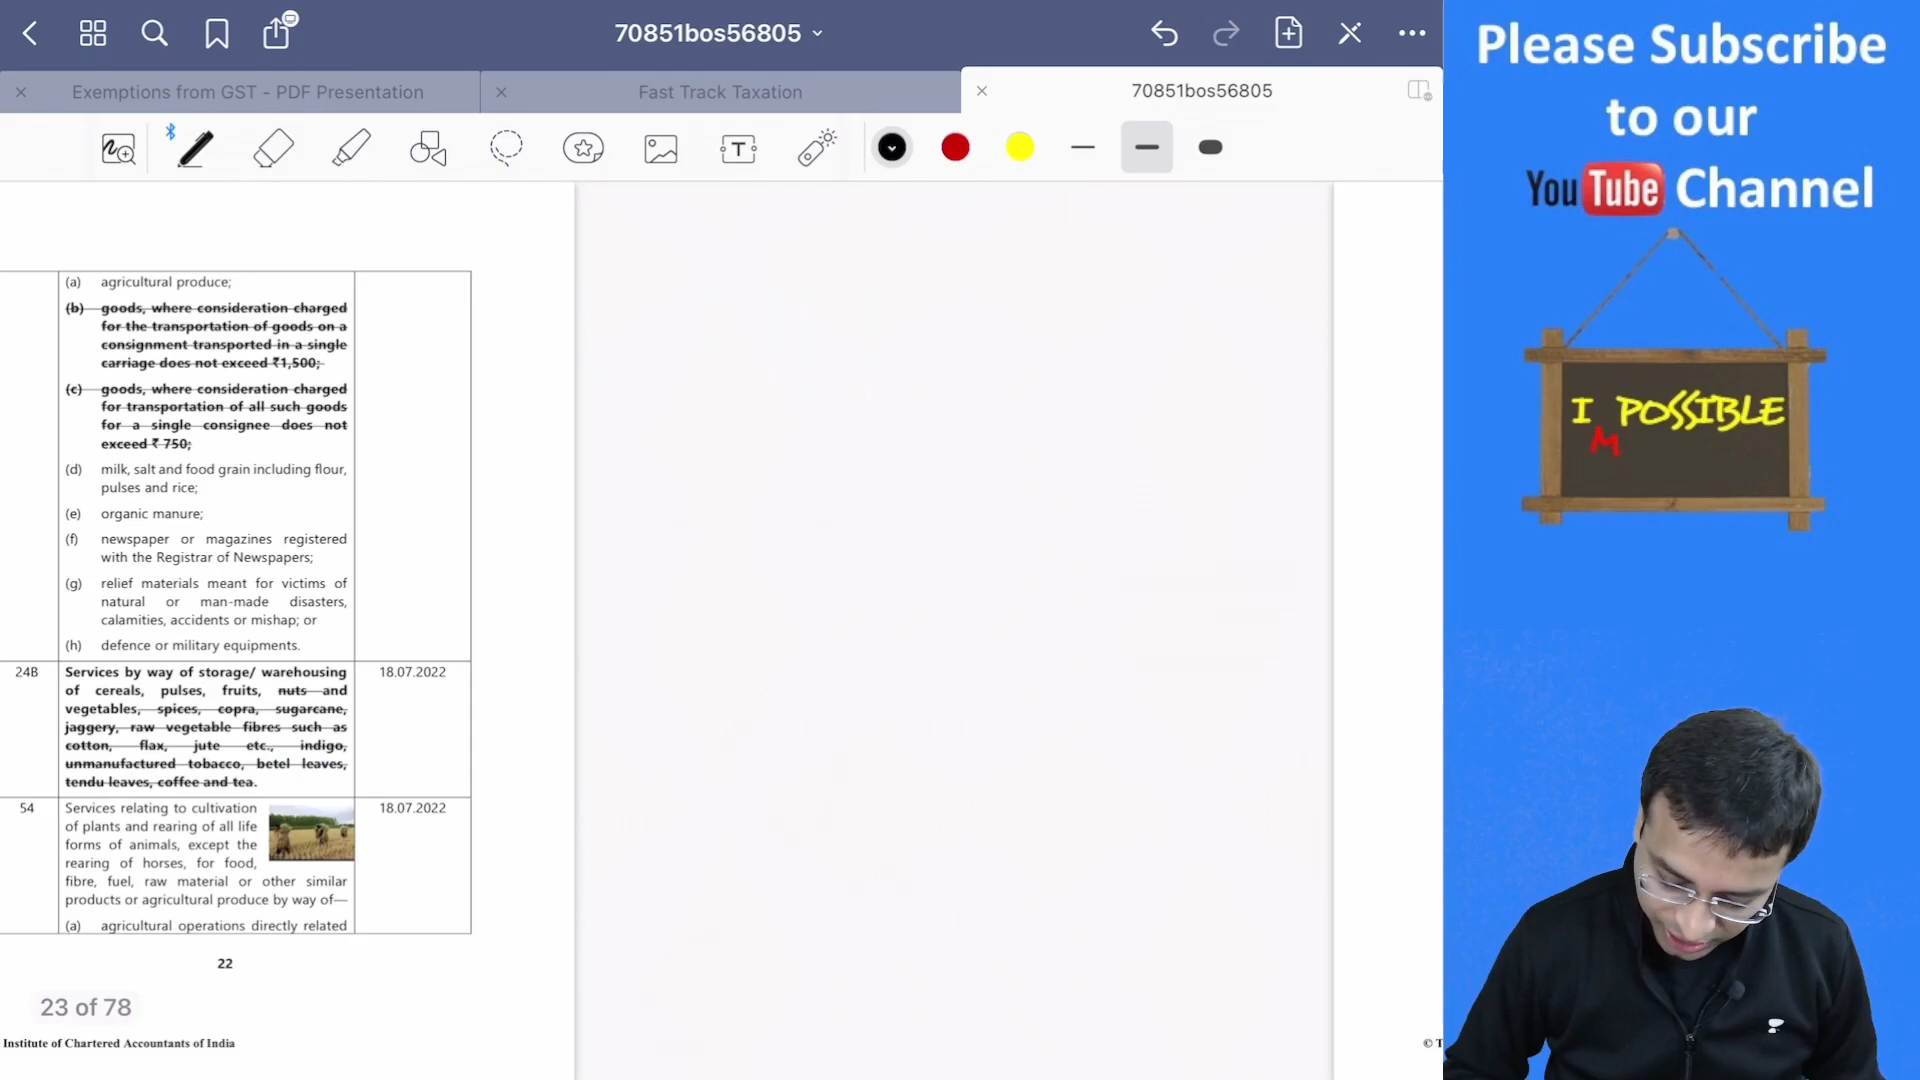 70851bos56805
Exemptions from GST - PDF Presentation
Fast Track Taxation
70851bos56805
T
(a) agricultural produce;
(b) goods, where consideration charged
for the transportation of goods on a
consignment transported in a single
carriage does not exceed ₹1,500;
(c) goods, where consideration charged
for transportation of all such goods
for a single consignee does not
exceed ₹ 750;
(d) milk, salt and food grain including flour,
pulses and rice;
(e) organic manure;
(f) newspaper or magazines registered
with the Registrar of Newspapers;
(g) relief materials meant for victims of
natural or man-made disasters,
calamities, accidents or mishap; or
(h) defence or military equipments.
24B Services by way of storage/ warehousing 18.07.2022
of cereals, pulses, fruits, nuts and
vegetables, spices, copra, sugarcane,
jaggery, raw vegetable fibres such as
cotton, flax, jute etc., indigo,
unmanufactured tobacco, betel leaves,
tendu leaves, coffee and tea.
54 Services relating to cultivation 18.07.2022
of plants and rearing of all life
forms of animals, except the
rearing of horses, for food,
fibre, fuel, raw material or other similar
products or agricultural produce by way of—
(a) agricultural operations directly related
22
23 of 78
Institute of Chartered Accountants of India
© T
Please Subscribe
to our
YouTube Channel
I POSSIBLE
M